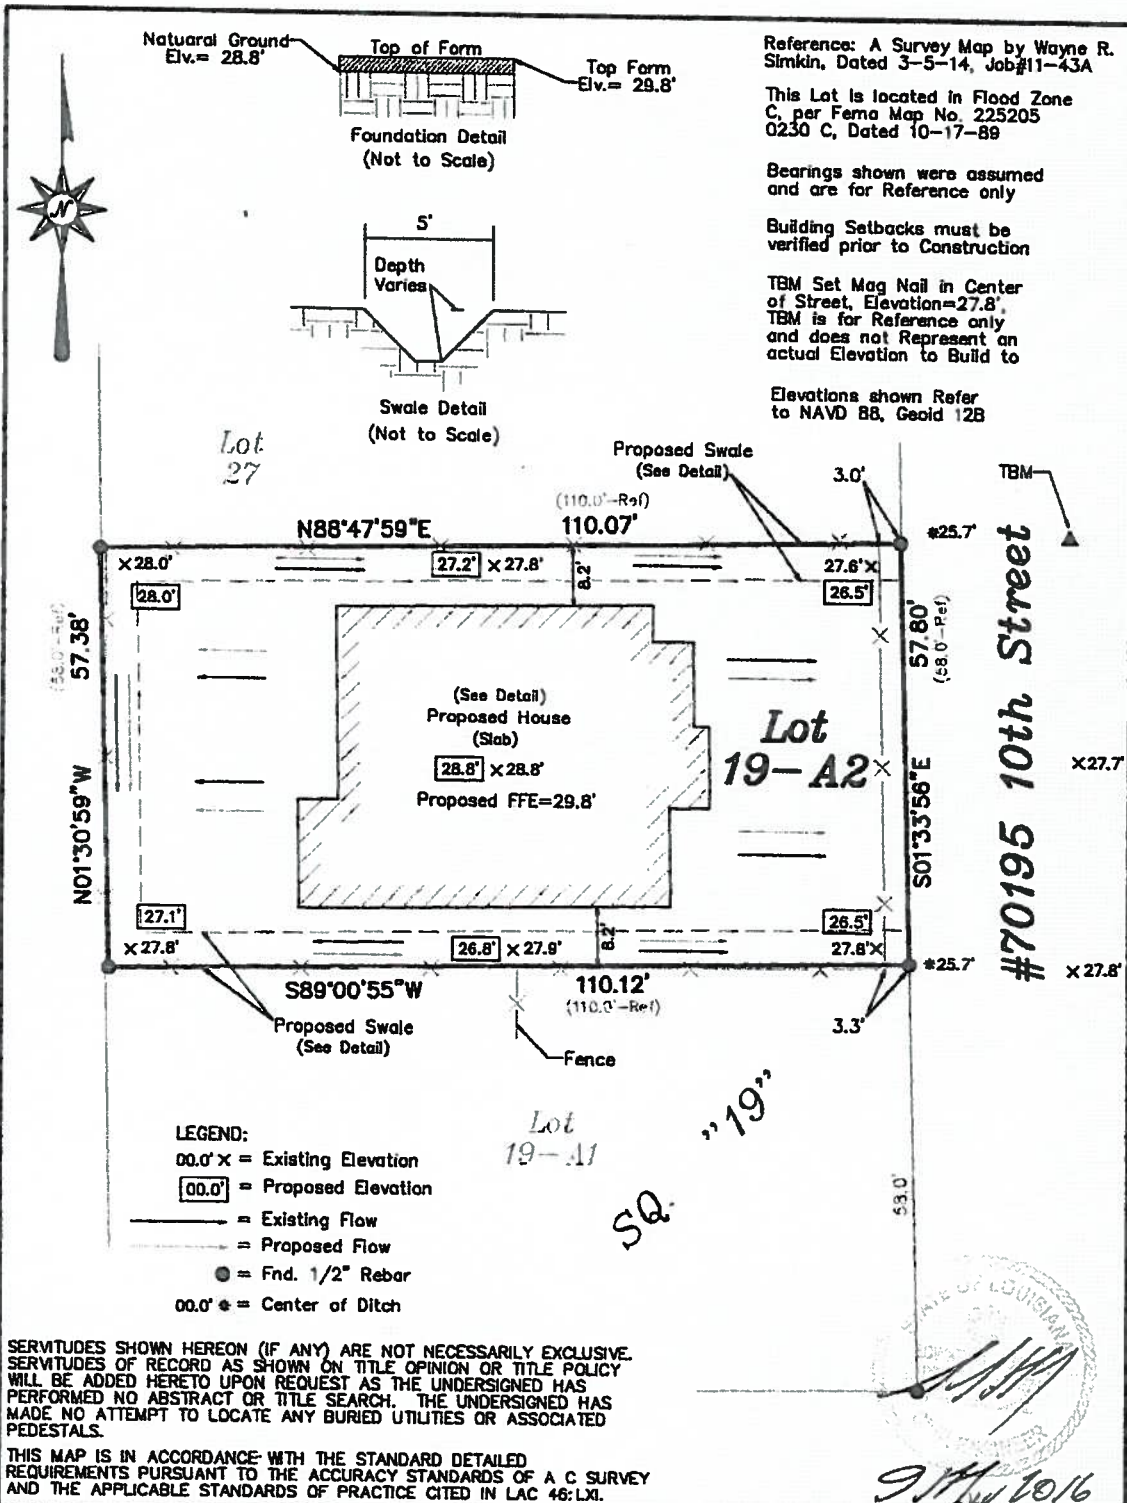 Natuaral Ground
Elv.= 28.8'
Top of Form
Top Form
Elv.= 29.8'
Foundation Detail
(Not to Scale)
Reference: A Survey Map by Wayne R.
Simkin, Dated 3-5-14, Job#11-43A
This Lot is located in Flood Zone
C, per Fema Map No. 225205
0230 C, Dated 10-17-89
Bearings shown were assumed
and are for Reference only
Building Setbacks must be
verified prior to Construction
TBM Set Mag Nail in Center
of Street, Elevation=27.8',
TBM is for Reference only
and does not Represent an
actual Elevation to Build to
Elevations shown Refer
to NAVD 88, Geoid 12B
N
5'
Depth
Varies
Swale Detail
(Not to Scale)
Lot
27
Proposed Swale
(See Detail)
3.0'
TBM
(110.0'-Ref)
N88°47'59"E
110.07'
*25.7'
×28.0'
27.2' ×27.8'
8.2'
27.6'×
28.0'
26.5'
(58.0'-Ref)
57.38'
N01°30'59"W
57.80'
(58.0'-Ref)
S01°33'56"E
(See Detail)
Proposed House
(Slab)
28.8' ×28.8'
Proposed FFE=29.8'
Lot
19-A2
#70195 10th Street
×27.7'
27.1'
26.5'
×27.8'
26.8' ×27.9'
8.2'
27.8'×
*25.7'
×27.8'
S89°00'55"W
110.12'
(110.0'-Ref)
Proposed Swale
(See Detail)
3.3'
Fence
Lot
19-A1
SQ. "19"
58.0'
LEGEND:
00.0' × = Existing Elevation
00.0' = Proposed Elevation
= Existing Flow
= Proposed Flow
= Fnd. 1/2" Rebar
00.0' * = Center of Ditch
STATE OF LOUISIANA
ENGINEER
SERVITUDES SHOWN HEREON (IF ANY) ARE NOT NECESSARILY EXCLUSIVE.
SERVITUDES OF RECORD AS SHOWN ON TITLE OPINION OR TITLE POLICY
WILL BE ADDED HERETO UPON REQUEST AS THE UNDERSIGNED HAS
PERFORMED NO ABSTRACT OR TITLE SEARCH. THE UNDERSIGNED HAS
MADE NO ATTEMPT TO LOCATE ANY BURIED UTILITIES OR ASSOCIATED
PEDESTALS.
THIS MAP IS IN ACCORDANCE WITH THE STANDARD DETAILED
REQUIREMENTS PURSUANT TO THE ACCURACY STANDARDS OF A C SURVEY
AND THE APPLICABLE STANDARDS OF PRACTICE CITED IN LAC 46:LXI.
9 May 2016